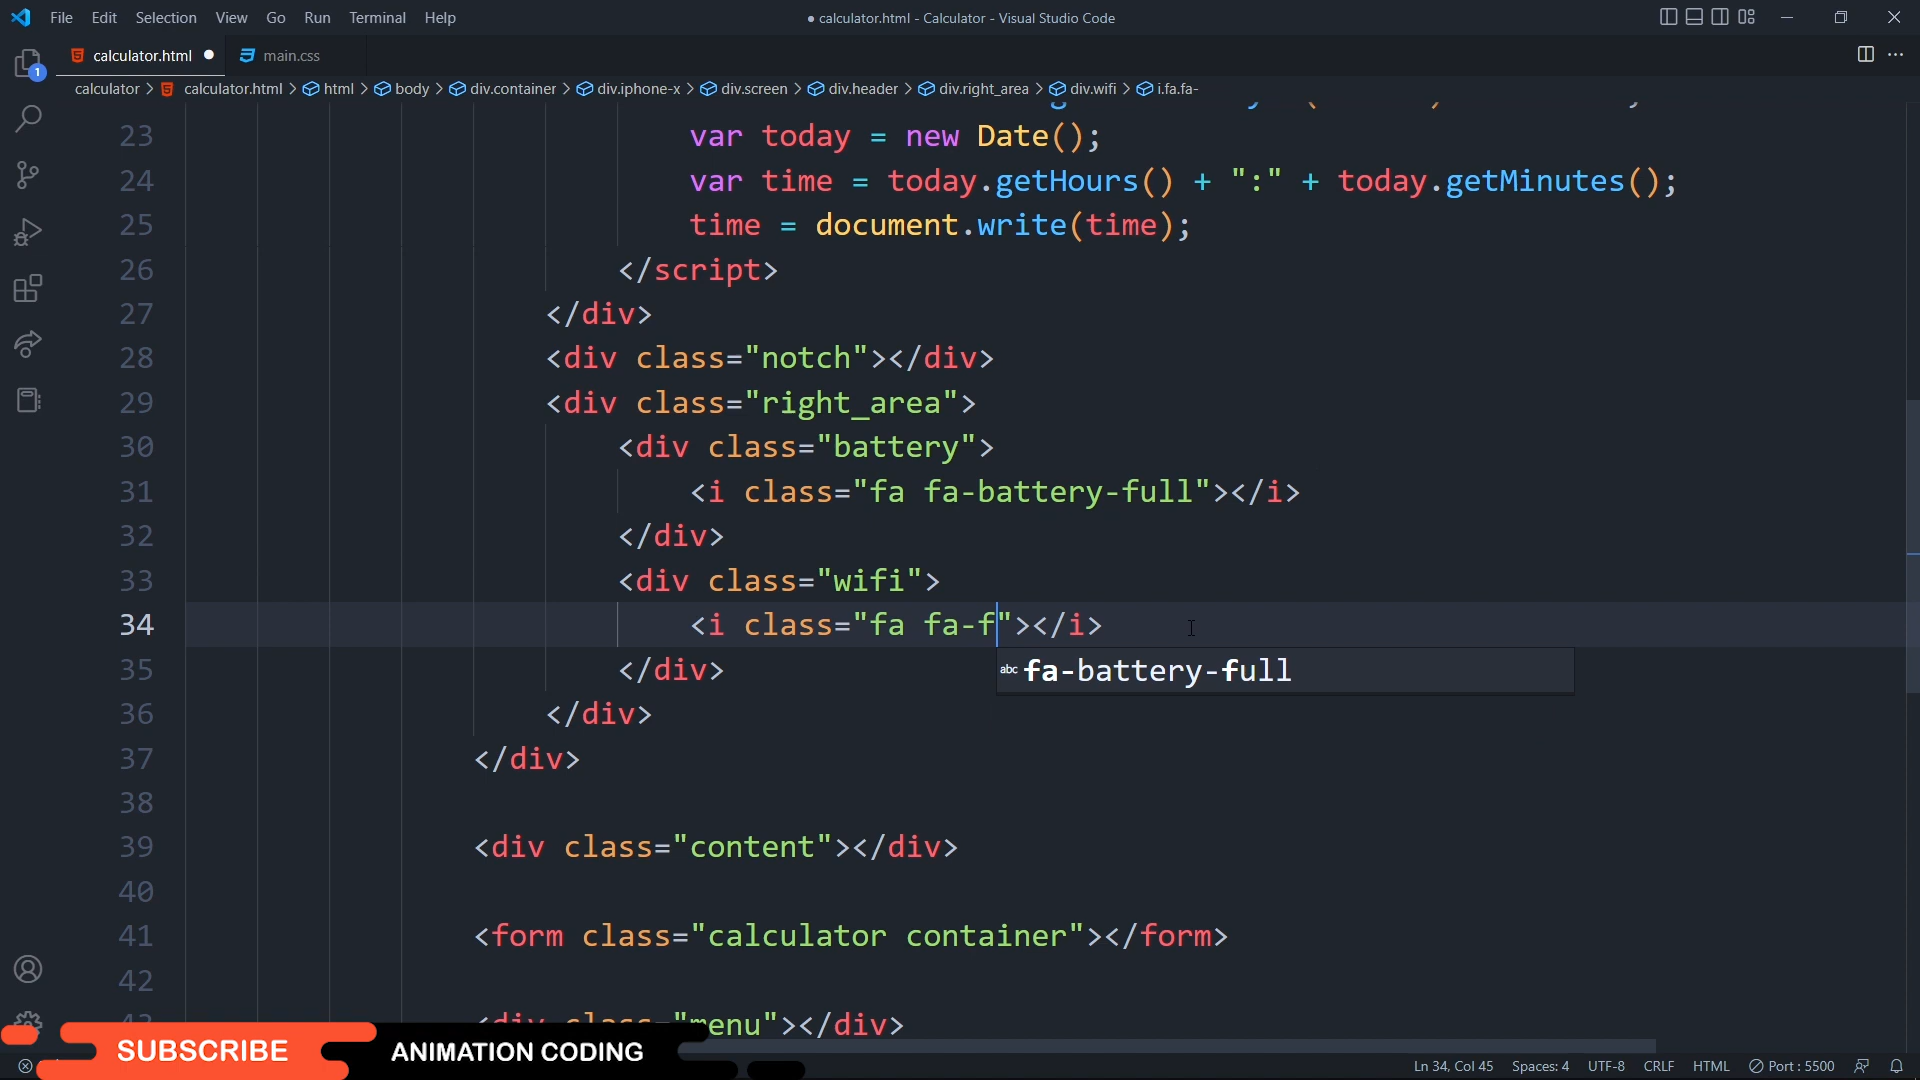 File Edit Selection View Go Run Terminal Help
● calculator.html - Calculator - Visual Studio Code
calculator.html ● main.css
1
calculator > calculator.html > html > body > div.container > div.iphone-x > div.screen > div.header > div.right_area > div.wifi > i.fa.fa-
23 var today = new Date();
24 var time = today.getHours() + ":" + today.getMinutes();
25 time = document.write(time);
26 </script>
27 </div>
28 <div class="notch"></div>
29 <div class="right_area">
30 <div class="battery">
31 <i class="fa fa-battery-full"></i>
32 </div>
33 <div class="wifi">
34 <i class="fa fa-f"></i>
35 </div>
abc fa-battery-full
36 </div>
37 </div>
38
39 <div class="content"></div>
40
41 <form class="calculator container"></form>
42
43 <div class="menu"></div>
SUBSCRIBE ANIMATION CODING
Ln 34, Col 45 Spaces: 4 UTF-8 CRLF HTML Port : 5500